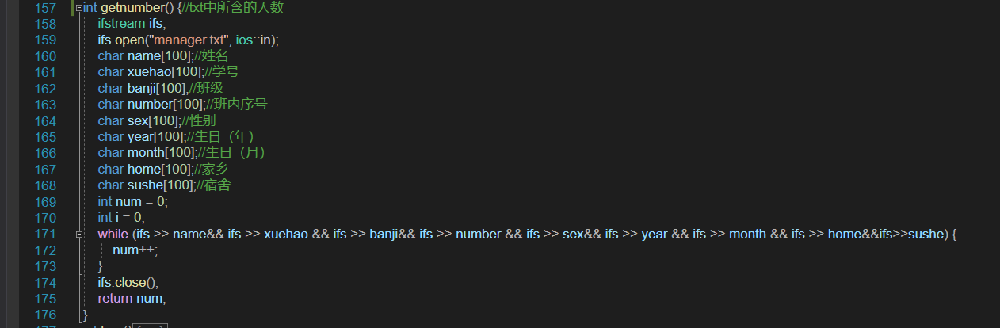 157 int getnumber() {//txt中所含的人数
158 ifstream ifs;
159 ifs.open("manager.txt", ios::in);
160 char name[100];//姓名
161 char xuehao[100];//学号
162 char banji[100];//班级
163 char number[100];//班内序号
164 char sex[100];//性别
165 char year[100];//生日（年）
166 char month[100];//生日（月）
167 char home[100];//家乡
168 char sushe[100];//宿舍
169 int num = 0;
170 int i = 0;
171 while (ifs >> name&& ifs >> xuehao && ifs >> banji&& ifs >> number && ifs >> sex&& ifs >> year && ifs >> month && ifs >> home&&ifs>>sushe) {
172 num++;
173 }
174 ifs.close();
175 return num;
176 }